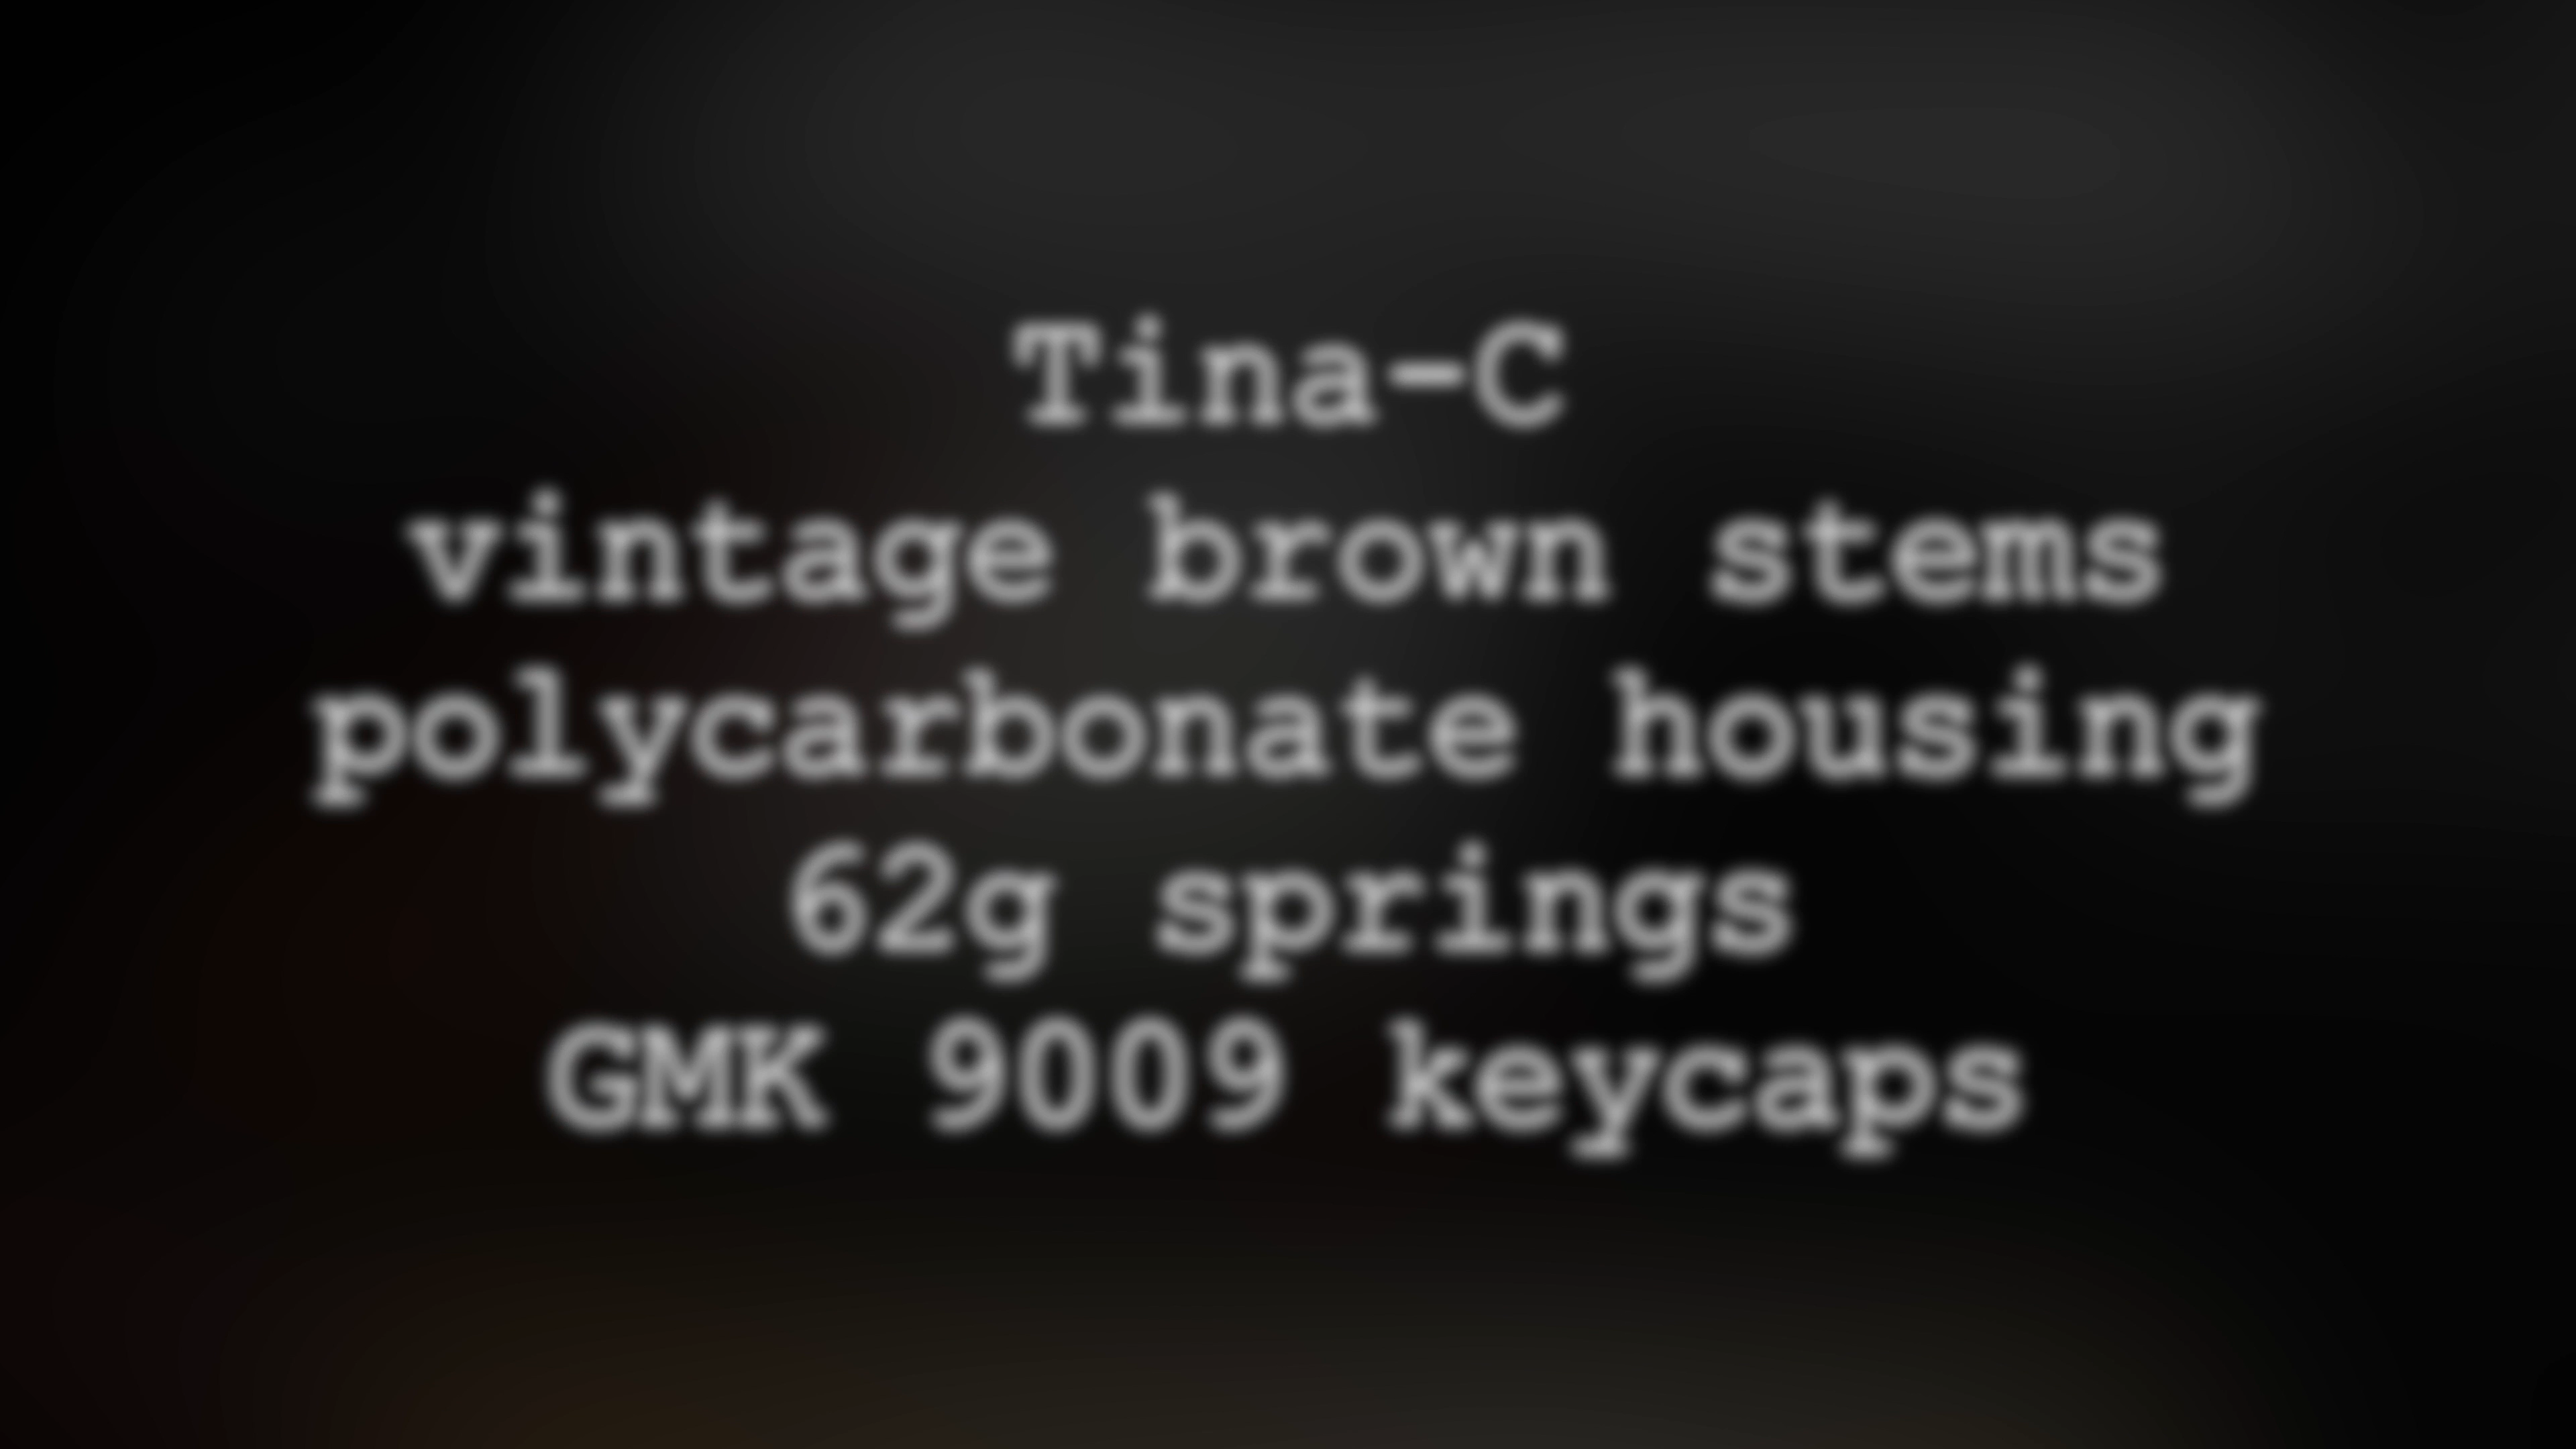 Tina-C
vintage brown stems
polycarbonate housing
62g springs
GMK 9009 keycaps